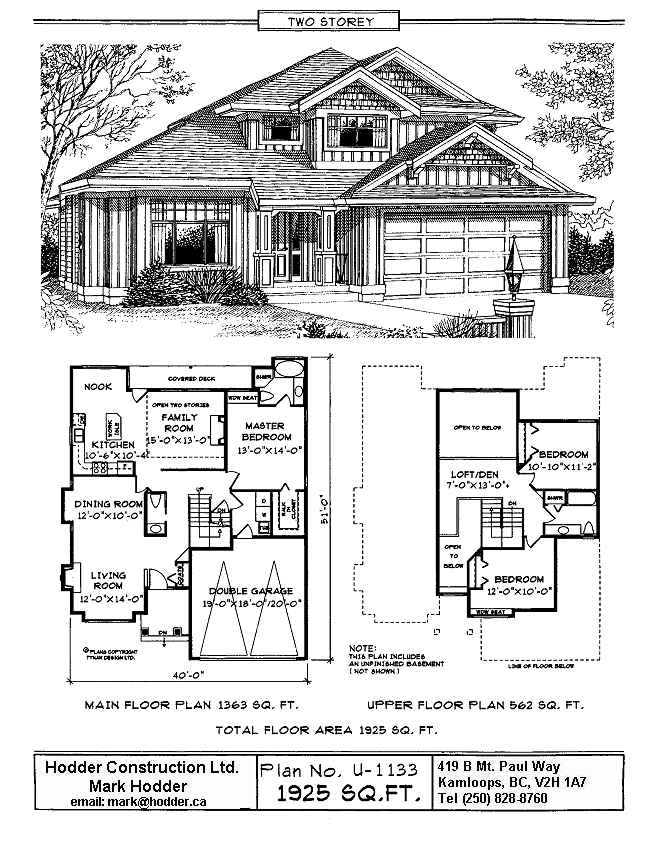 TWO STOREY
NOOK
COVERED DECK
SHWR
WDW SEAT
OPEN TWO STORIES
FAMILY
ROOM
15'-0"X13'-0"
WORK
ISLE
KITCHEN
10'-6"X10'-4"
MASTER
BEDROOM
13'-0"X14'-0"
UP
DN
WALK
IN
CLOSET
DINING ROOM
12'-0"X10'-0"
LIVING
ROOM
12'-0"X14'-0"
DOUBLE GARAGE
19'-0"X18'-0"/20'-0"
DN
51'-0"
40'-0"
© PLANS COPYRIGHT
TYNAN DESIGN LTD.
OPEN TO BELOW
BEDROOM
10'-10"X11'-2"
LOFT/DEN
7'-0"X13'-0"+
SHWR
DN
OPEN
TO
BELOW
BEDROOM
12'-0"X10'-0"
WDW SEAT
LINE OF FLOOR BELOW
NOTE:
THIS PLAN INCLUDES
AN UNFINISHED BASEMENT
( NOT SHOWN )
MAIN FLOOR PLAN 1363 SQ. FT.
UPPER FLOOR PLAN 562 SQ. FT.
TOTAL FLOOR AREA 1925 SQ. FT.
Hodder Construction Ltd.
Mark Hodder
email: mark@hodder.ca
Plan No. U-1133
1925 SQ.FT.
419 B Mt. Paul Way
Kamloops, BC, V2H 1A7
Tel (250) 828-8760